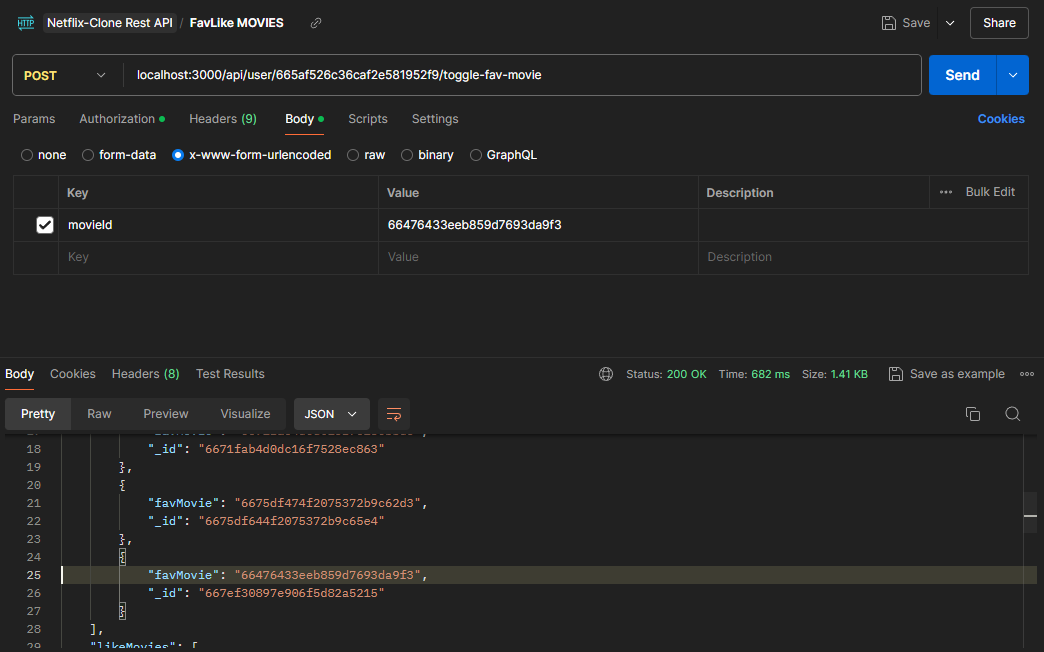 HTTP Netflix-Clone Rest API / FavLike MOVIES Save Share
POST localhost:3000/api/user/665af526c36caf2e581952f9/toggle-fav-movie Send
Params Authorization Headers (9) Body Scripts Settings Cookies
none form-data x-www-form-urlencoded raw binary GraphQL
Key Value Description ••• Bulk Edit
movieId 66476433eeb859d7693da9f3
Key Value Description
Body Cookies Headers (8) Test Results Status: 200 OK Time: 682 ms Size: 1.41 KB Save as example
Pretty Raw Preview Visualize JSON
18 "_id": "6671fab4d0dc16f7528ec863"
19 },
20 {
21 "favMovie": "6675df474f2075372b9c62d3",
22 "_id": "6675df644f2075372b9c65e4"
23 },
24 {
25 "favMovie": "66476433eeb859d7693da9f3",
26 "_id": "667ef30897e906f5d82a5215"
27 }
28 ],
29 "likeMovies": [